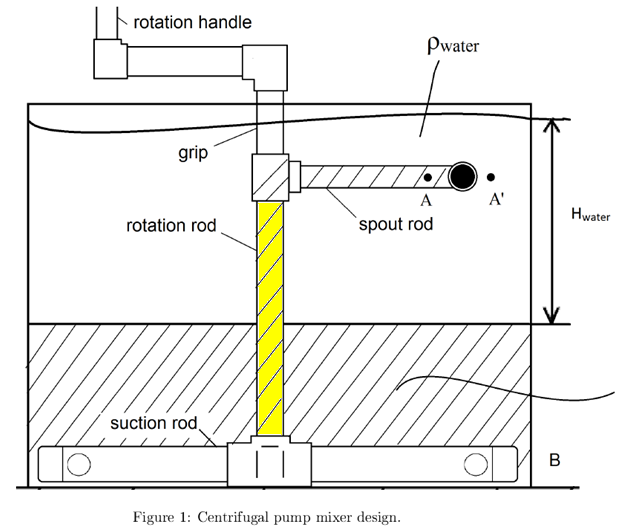 rotation handle
ρwater
grip
A
A'
Hwater
rotation rod
spout rod
suction rod
B
Figure 1: Centrifugal pump mixer design.